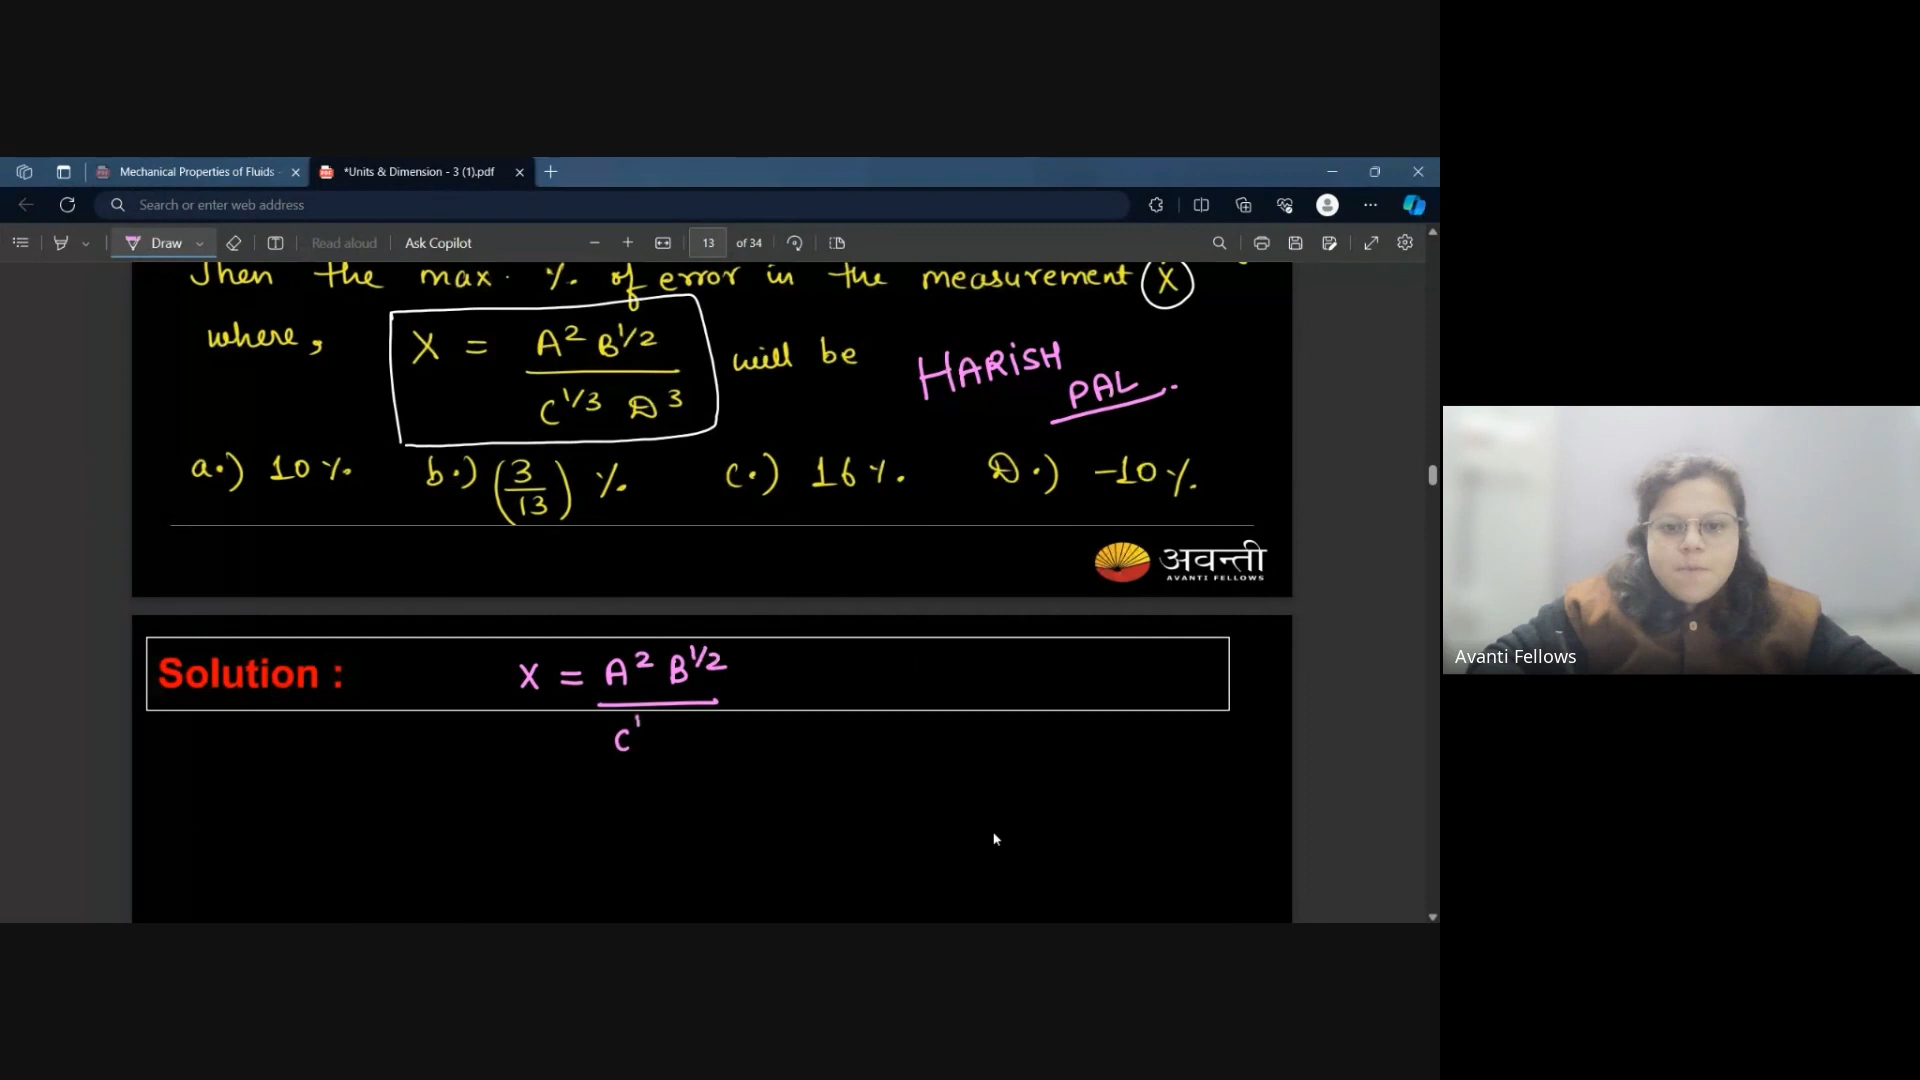 Mechanical Properties of Fluids -
*Units & Dimension - 3 (1).pdf
Search or enter web address
Draw
Read aloud
Ask Copilot
13 of 34
Then the max. % of error in the measurement X
where, X = A² B^1/2 / C^1/3 D³ will be
HARISH
PAL.
a.) 10 %. b.) (3/13) %. c.) 16 %. D.) -10 %.
अवन्ती
AVANTI FELLOWS
Solution : X = A² B^1/2 / C^1
Avanti Fellows